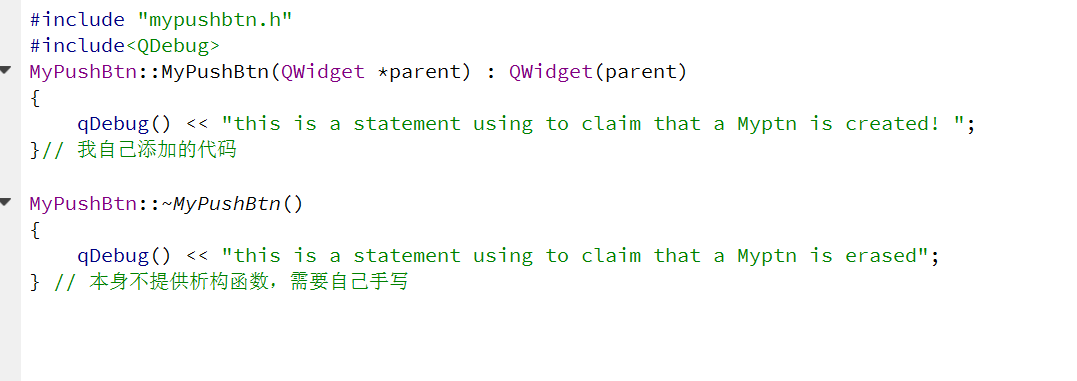 #include "mypushbtn.h"
#include<QDebug>
MyPushBtn::MyPushBtn(QWidget *parent) : QWidget(parent)
{
    qDebug() << "this is a statement using to claim that a Myptn is created! ";
}// 我自己添加的代码

MyPushBtn::~MyPushBtn()
{
    qDebug() << "this is a statement using to claim that a Myptn is erased";
} // 本身不提供析构函数，需要自己手写